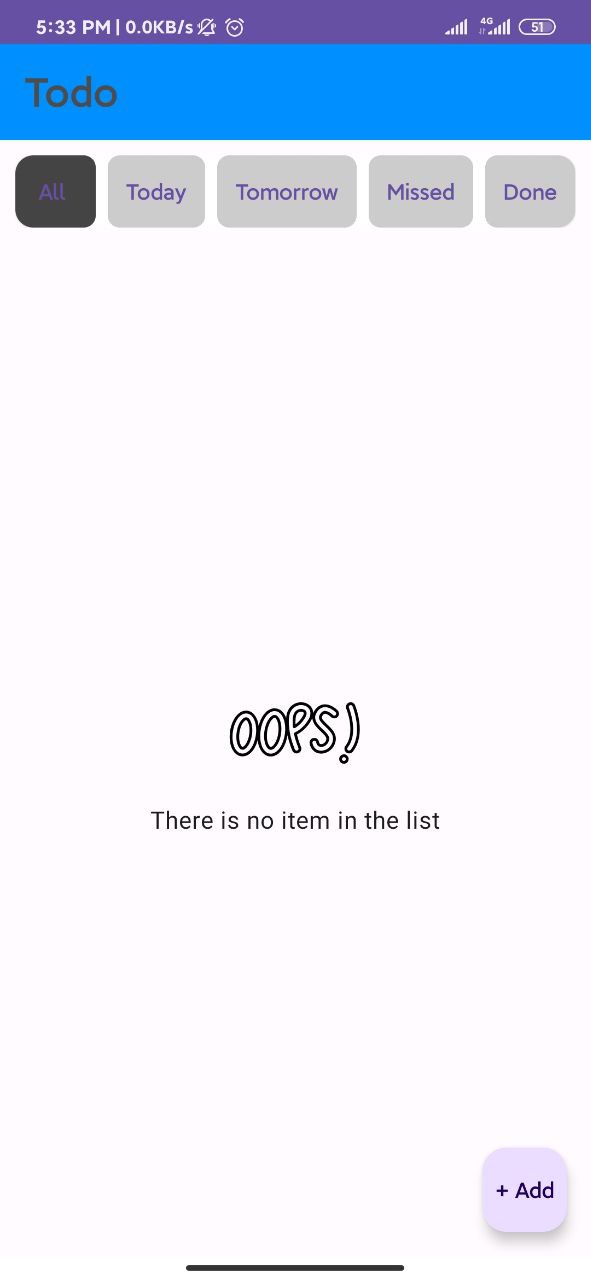 5:33 PM | 0.0KB/s 4G 51
Todo
All Today Tomorrow Missed Done
OOPS!
There is no item in the list
+ Add